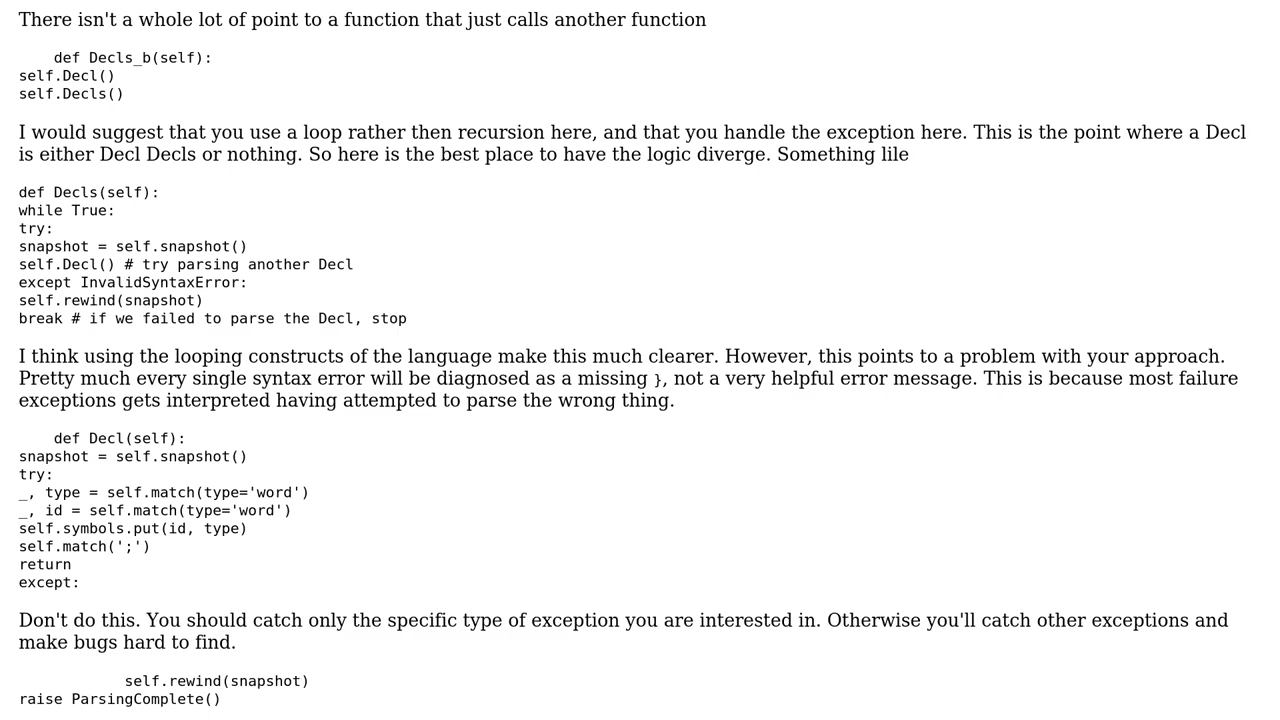 There isn't a whole lot of point to a function that just calls another function
    def Decls_b(self):
self.Decl()
self.Decls()
I would suggest that you use a loop rather then recursion here, and that you handle the exception here. This is the point where a Decl
is either Decl Decls or nothing. So here is the best place to have the logic diverge. Something lile
def Decls(self):
while True:
try:
snapshot = self.snapshot()
self.Decl() # try parsing another Decl
except InvalidSyntaxError:
self.rewind(snapshot)
break # if we failed to parse the Decl, stop
I think using the looping constructs of the language make this much clearer. However, this points to a problem with your approach.
Pretty much every single syntax error will be diagnosed as a missing }, not a very helpful error message. This is because most failure
exceptions gets interpreted having attempted to parse the wrong thing.
    def Decl(self):
snapshot = self.snapshot()
try:
_, type = self.match(type='word')
_, id = self.match(type='word')
self.symbols.put(id, type)
self.match(';')
return
except:
Don't do this. You should catch only the specific type of exception you are interested in. Otherwise you'll catch other exceptions and
make bugs hard to find.
            self.rewind(snapshot)
raise ParsingComplete()